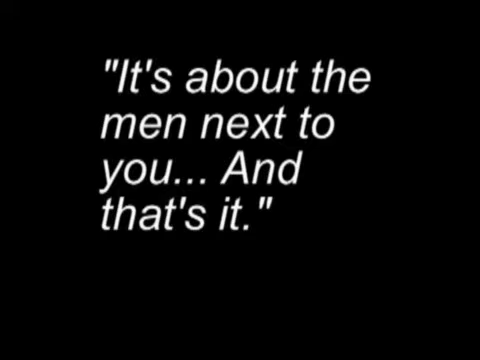 "It's about the
men next to
you... And
that's it."